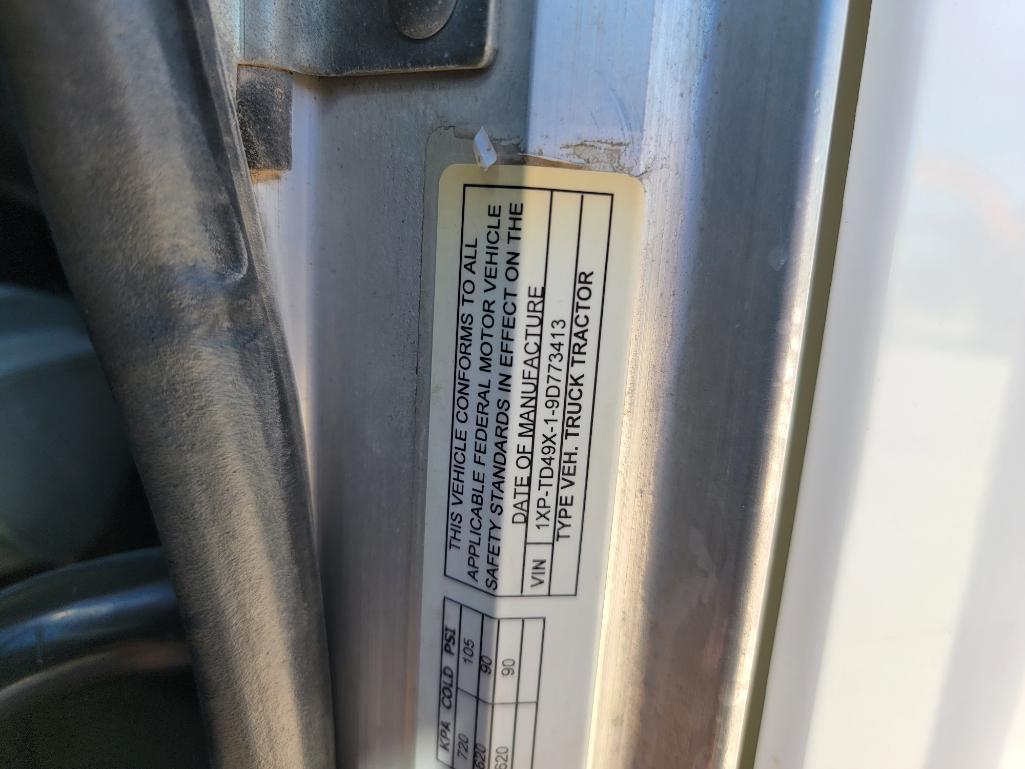 THIS VEHICLE CONFORMS TO ALL
APPLICABLE FEDERAL MOTOR VEHICLE
SAFETY STANDARDS IN EFFECT ON THE
DATE OF MANUFACTURE
VIN 1XP-TD49X-1-9D773413
TYPE VEH. TRUCK TRACTOR
KPA COLD PSI
720 105
620 90
620 90